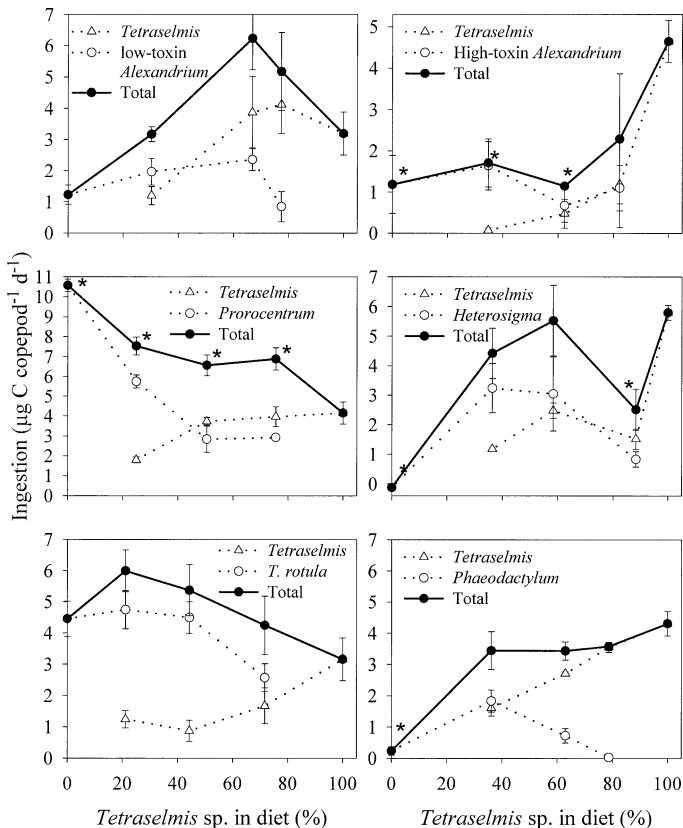 7
6
5
4
3
2
1
0
Tetraselmis
low-toxin
Alexandrium
Total
5
4
3
2
1
0
Tetraselmis
High-toxin Alexandrium
Total
*
*
*
Ingestion (μg C copepod⁻¹ d⁻¹)
11
10
9
8
7
6
5
4
3
2
1
0
Tetraselmis
Prorocentrum
Total
*
*
*
*
7
6
5
4
3
2
1
0
Tetraselmis
Heterosigma
Total
*
*
7
6
5
4
3
2
1
0
Tetraselmis
T. rotula
Total
0 20 40 60 80 100
Tetraselmis sp. in diet (%)
7
6
5
4
3
2
1
0
Tetraselmis
Phaeodactylum
Total
*
0 20 40 60 80 100
Tetraselmis sp. in diet (%)